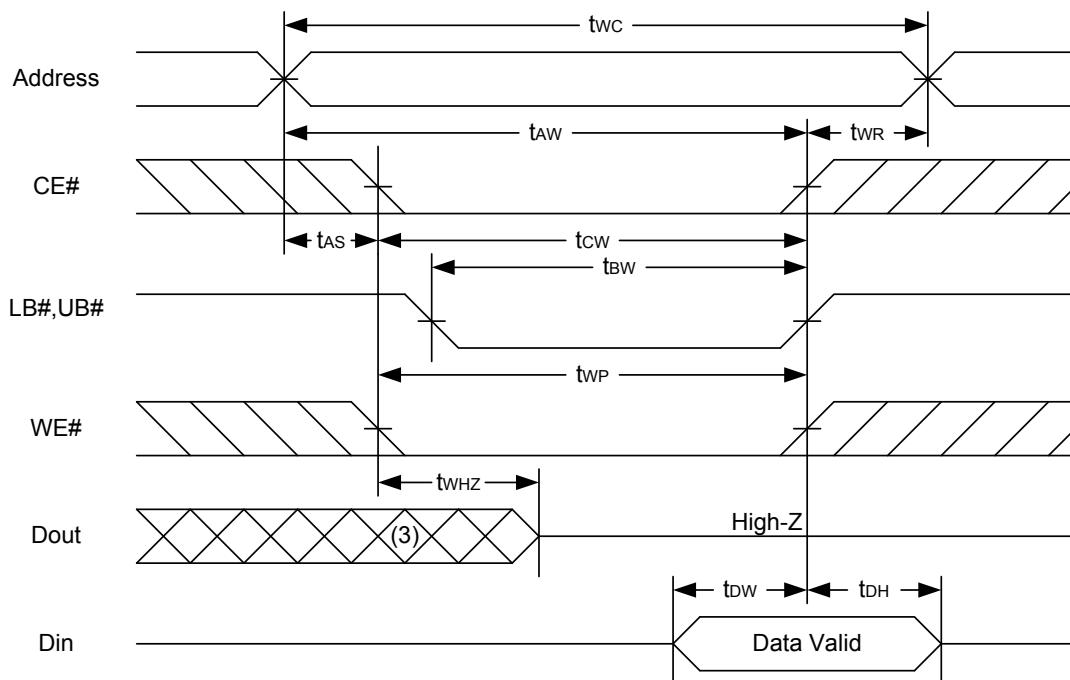 tWC
Address
tAW
tWR
CE#
tAS
tCW
tBW
LB#,UB#
tWP
WE#
tWHZ
Dout
(3)
High-Z
tDW
tDH
Din
Data Valid